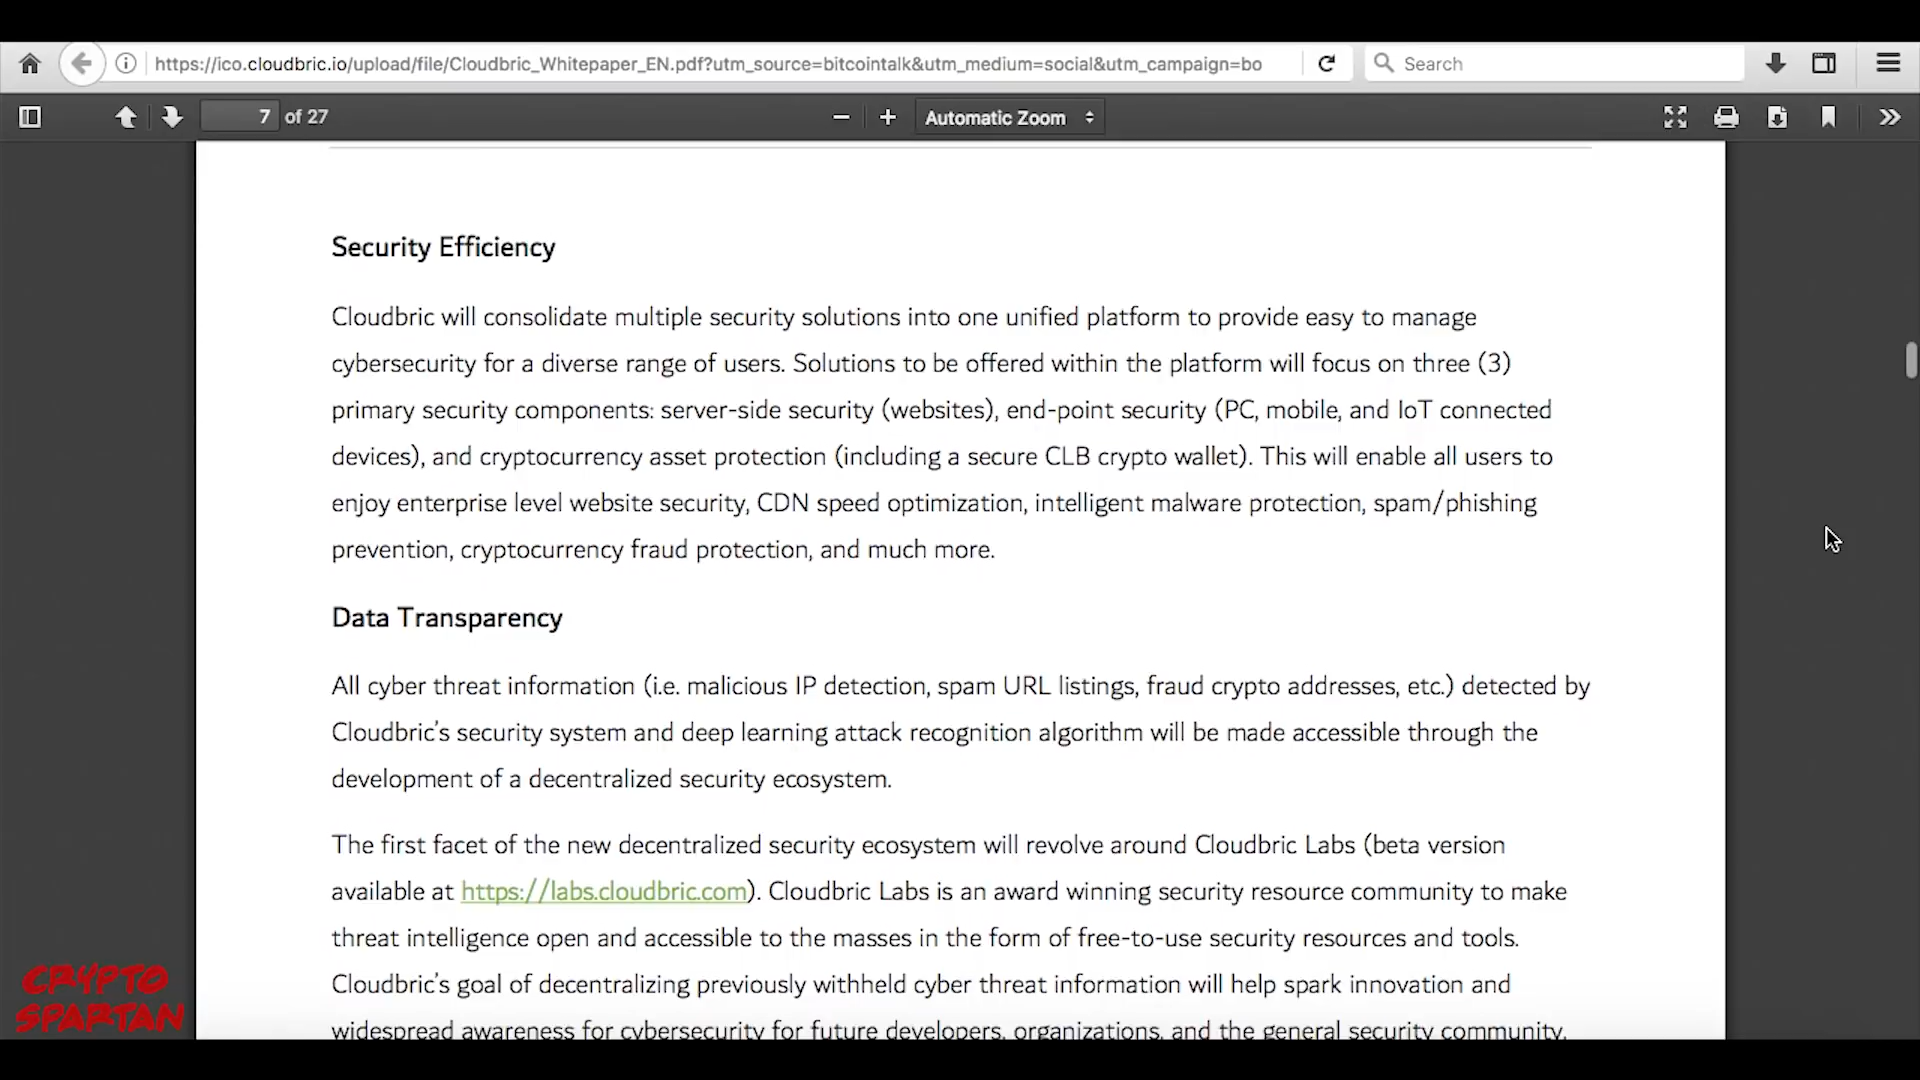 https://ico.cloudbric.io/upload/file/Cloudbric_Whitepaper_EN.pdf?utm_source=bitcointalk&utm_medium=social&utm_campaign=bo
Search
7 of 27
Automatic Zoom
Security Efficiency
Cloudbric will consolidate multiple security solutions into one unified platform to provide easy to manage
cybersecurity for a diverse range of users. Solutions to be offered within the platform will focus on three (3)
primary security components: server-side security (websites), end-point security (PC, mobile, and IoT connected
devices), and cryptocurrency asset protection (including a secure CLB crypto wallet). This will enable all users to
enjoy enterprise level website security, CDN speed optimization, intelligent malware protection, spam/phishing
prevention, cryptocurrency fraud protection, and much more.
Data Transparency
All cyber threat information (i.e. malicious IP detection, spam URL listings, fraud crypto addresses, etc.) detected by
Cloudbric's security system and deep learning attack recognition algorithm will be made accessible through the
development of a decentralized security ecosystem.
The first facet of the new decentralized security ecosystem will revolve around Cloudbric Labs (beta version
available at https://labs.cloudbric.com). Cloudbric Labs is an award winning security resource community to make
threat intelligence open and accessible to the masses in the form of free-to-use security resources and tools.
Cloudbric's goal of decentralizing previously withheld cyber threat information will help spark innovation and
widespread awareness for cybersecurity for future developers, organizations, and the general security community.
CRYPTO
SPARTAN